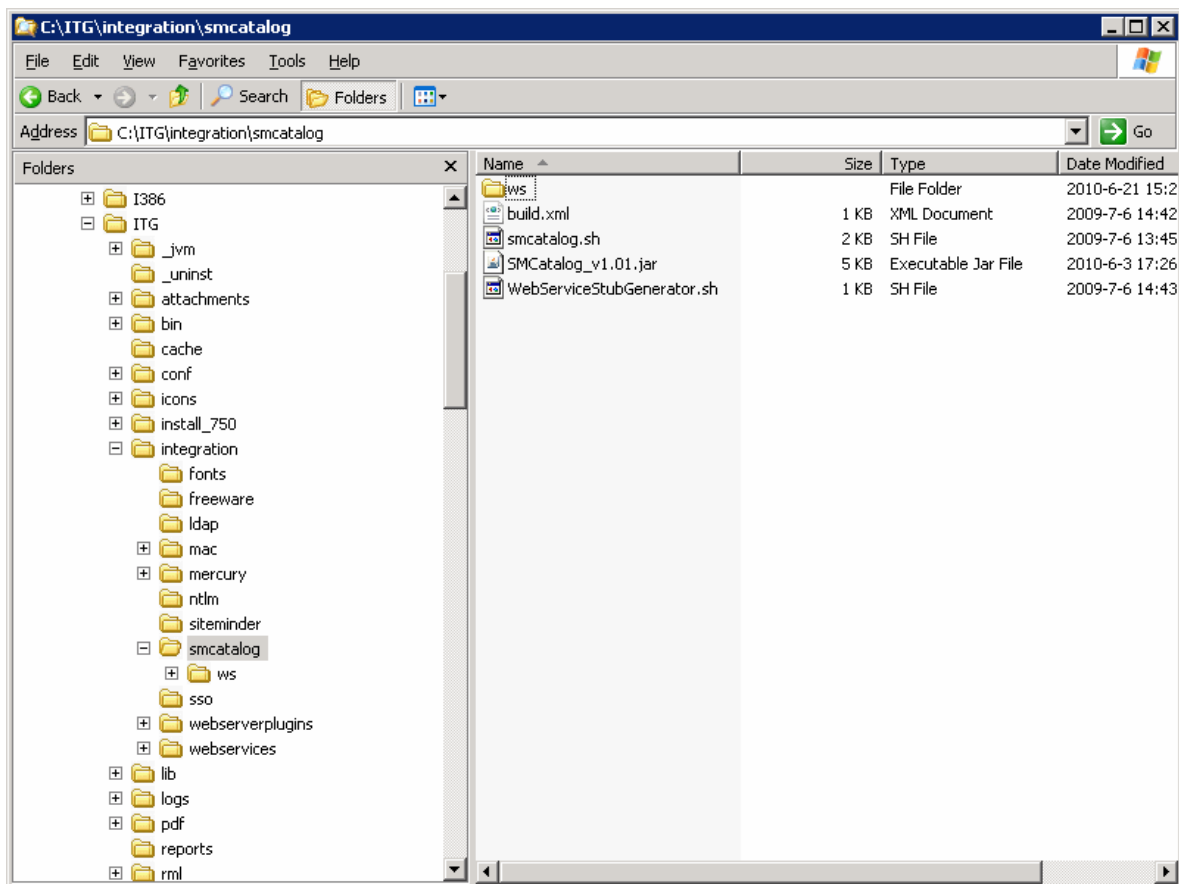 C:\ITG\integration\smcatalog
File Edit View Favorites Tools Help
Back Search Folders
Address C:\ITG\integration\smcatalog Go
Folders
I386
ITG
_jvm
_uninst
attachments
bin
cache
conf
icons
install_750
integration
fonts
freeware
ldap
mac
mercury
ntlm
siteminder
smcatalog
ws
sso
webserverplugins
webservices
lib
logs
pdf
reports
rml
Name Size Type Date Modified
ws File Folder 2010-6-21 15:2
build.xml 1 KB XML Document 2009-7-6 14:42
smcatalog.sh 2 KB SH File 2009-7-6 13:45
SMCatalog_v1.01.jar 5 KB Executable Jar File 2010-6-3 17:26
WebServiceStubGenerator.sh 1 KB SH File 2009-7-6 14:43